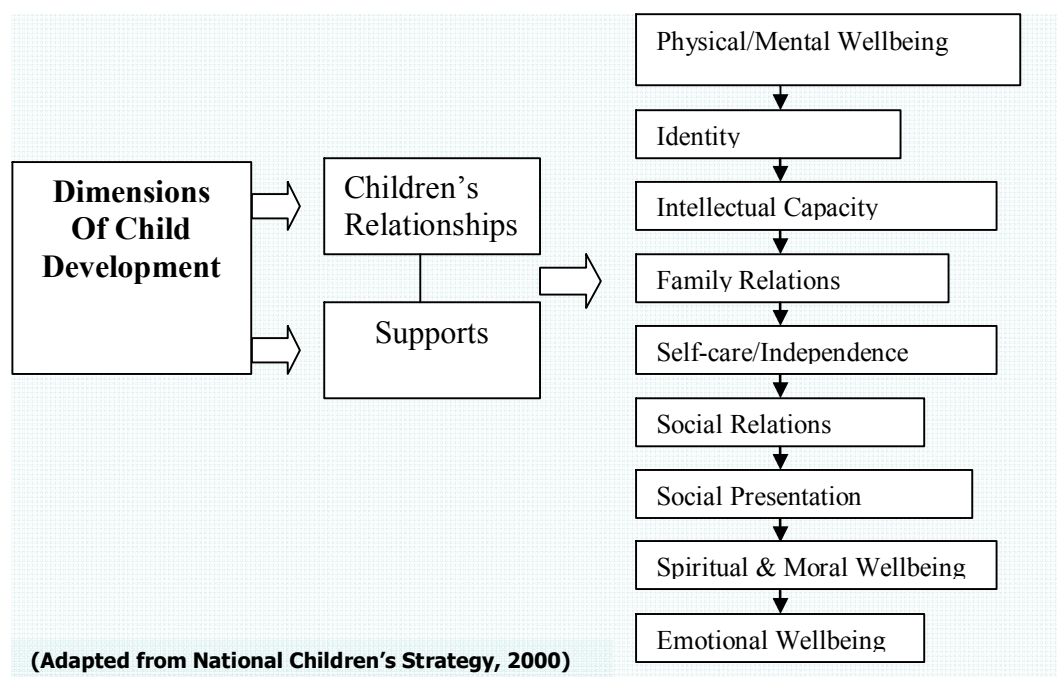 Dimensions
Of Child
Development
Children’s
Relationships
Supports
Physical/Mental Wellbeing
Identity
Intellectual Capacity
Family Relations
Self-care/Independence
Social Relations
Social Presentation
Spiritual & Moral Wellbeing
Emotional Wellbeing
(Adapted from National Children’s Strategy, 2000)